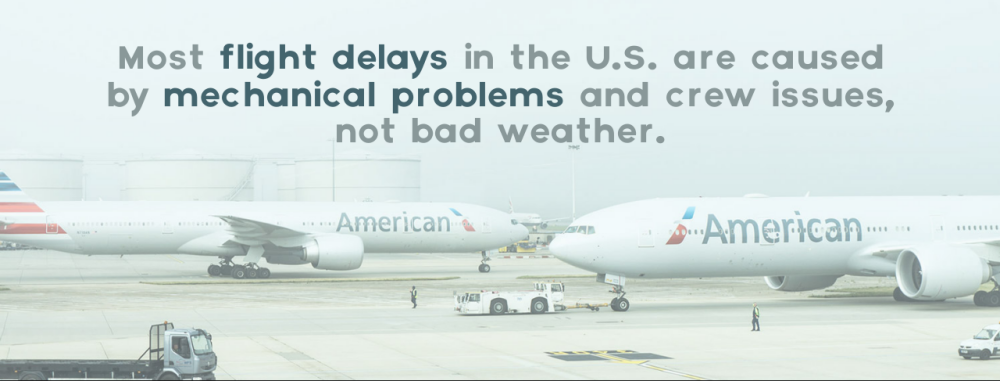 Most flight delays in the U.S. are caused
by mechanical problems and crew issues,
not bad weather.
American
American